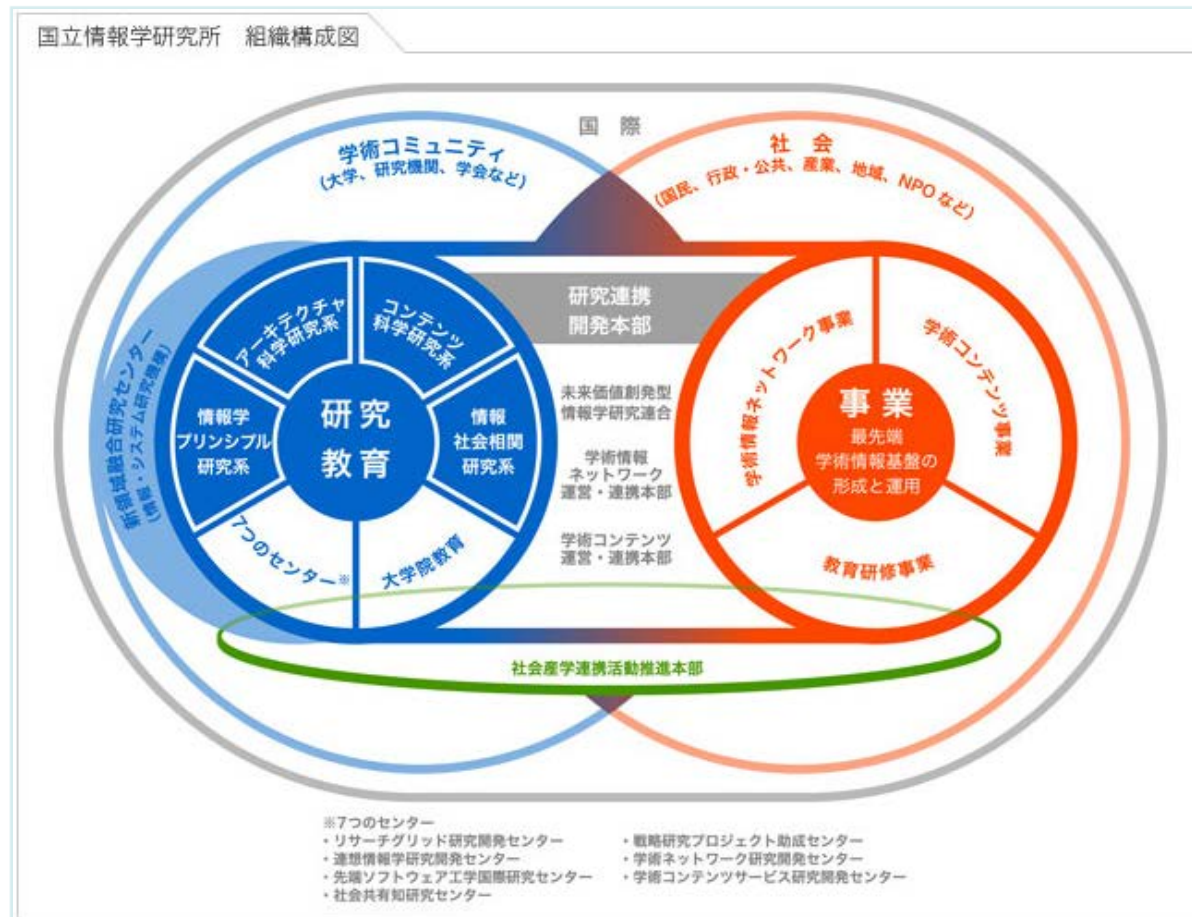 国立情報学研究所　組織構成図
国　際
学術コミュニティ
(大学、研究機関、学会など)
社　会
(国民、行政・公共、産業、地域、NPOなど)
新領域融合研究センター
(情報・システム研究機構)
アーキテクチャ
科学研究系
コンテンツ
科学研究系
情報学
プリンシプル
研究系
研究
教育
情報
社会相関
研究系
7つのセンター※
大学院教育
研究連携
開発本部
未来価値創発型
情報学研究連合
学術情報
ネットワーク
運営・連携本部
学術コンテンツ
運営・連携本部
学術情報ネットワーク事業
学術コンテンツ事業
事業
最先端
学術情報基盤の
形成と運用
教育研修事業
社会産学連携活動推進本部
※7つのセンター
・リサーチグリッド研究開発センター
・連想情報学研究開発センター
・先端ソフトウェア工学国際研究センター
・社会共有知研究センター
・戦略研究プロジェクト助成センター
・学術ネットワーク研究開発センター
・学術コンテンツサービス研究開発センター